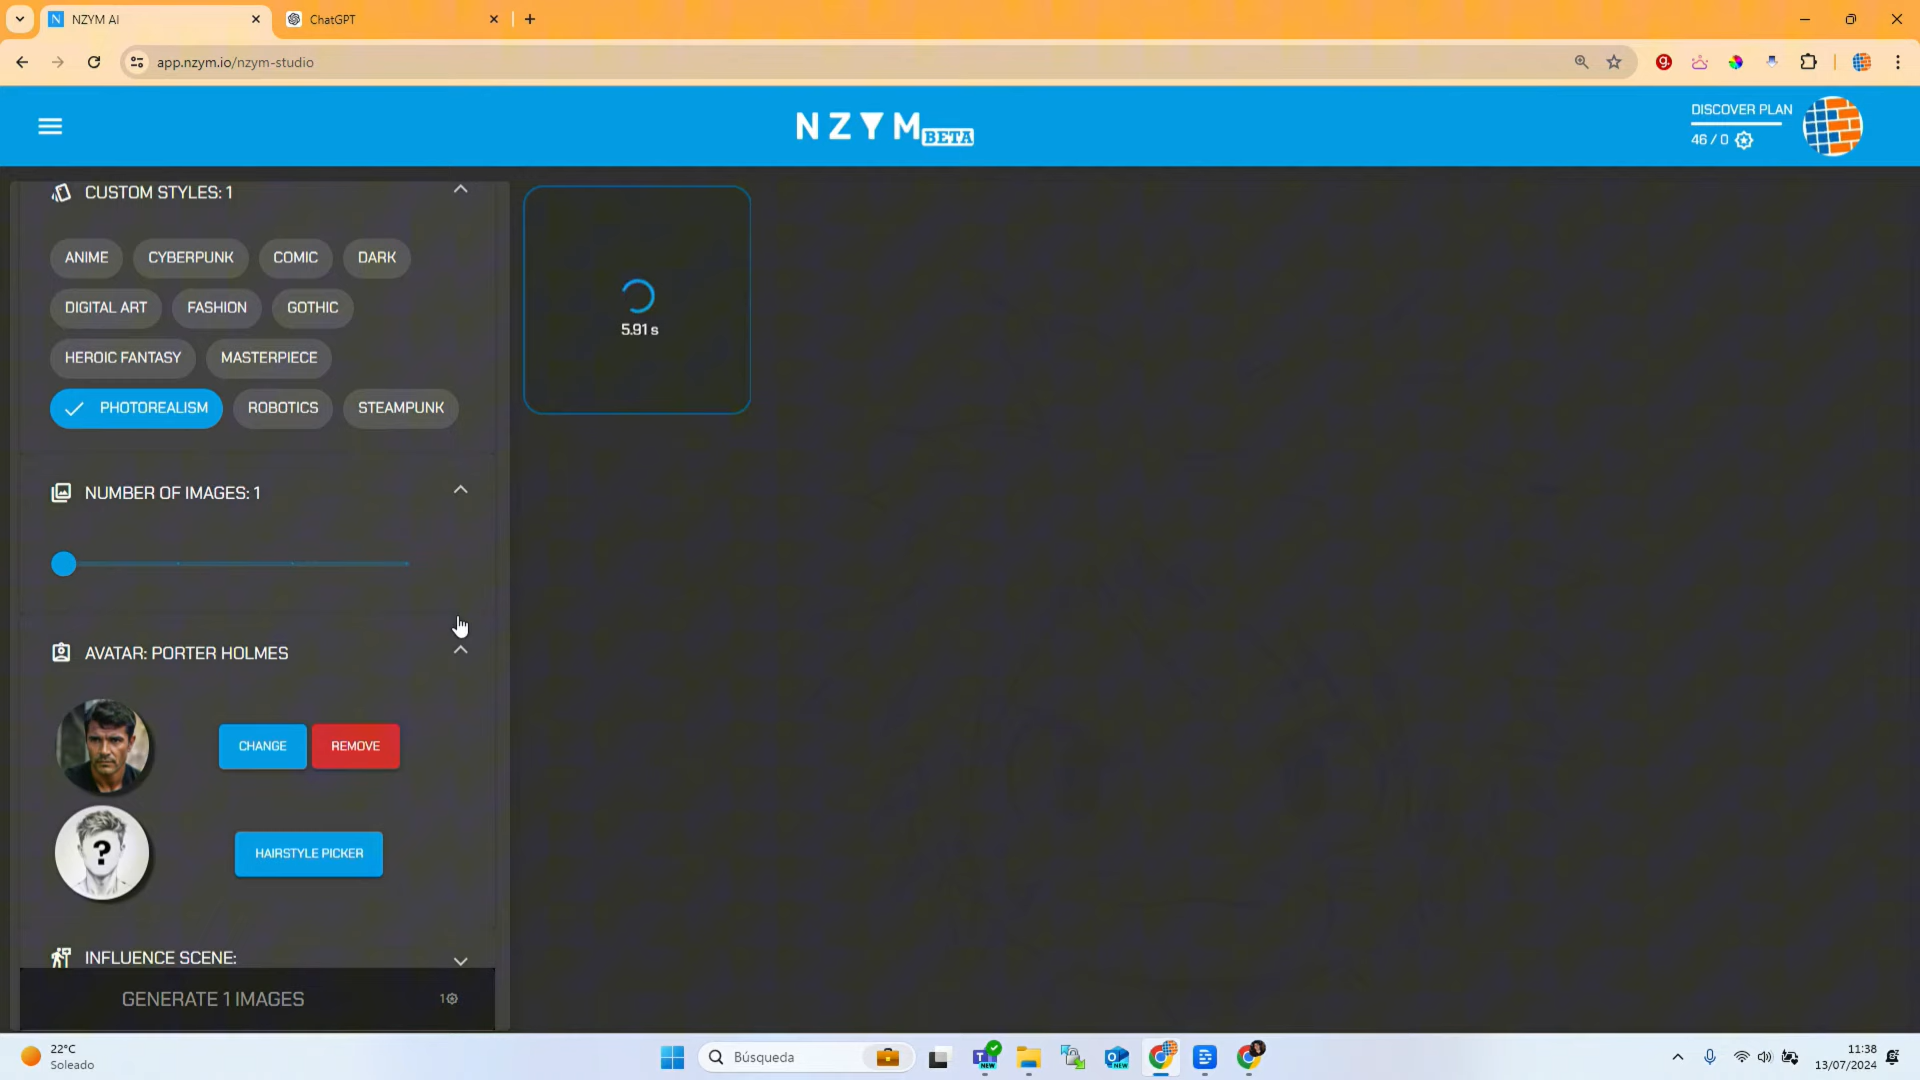 NZYM AI
ChatGPT
app.nzym.io/nzym-studio
NZYM BETA
DISCOVER PLAN
46 / 0
CUSTOM STYLES: 1
ANIME
CYBERPUNK
COMIC
DARK
DIGITAL ART
FASHION
GOTHIC
HEROIC FANTASY
MASTERPIECE
PHOTOREALISM
ROBOTICS
STEAMPUNK
5.91 s
NUMBER OF IMAGES: 1
AVATAR: PORTER HOLMES
CHANGE
REMOVE
?
HAIRSTYLE PICKER
INFLUENCE SCENE:
GENERATE 1 IMAGES
1
22°C
Soleado
Búsqueda
NEW
NEW
11:38
13/07/2024